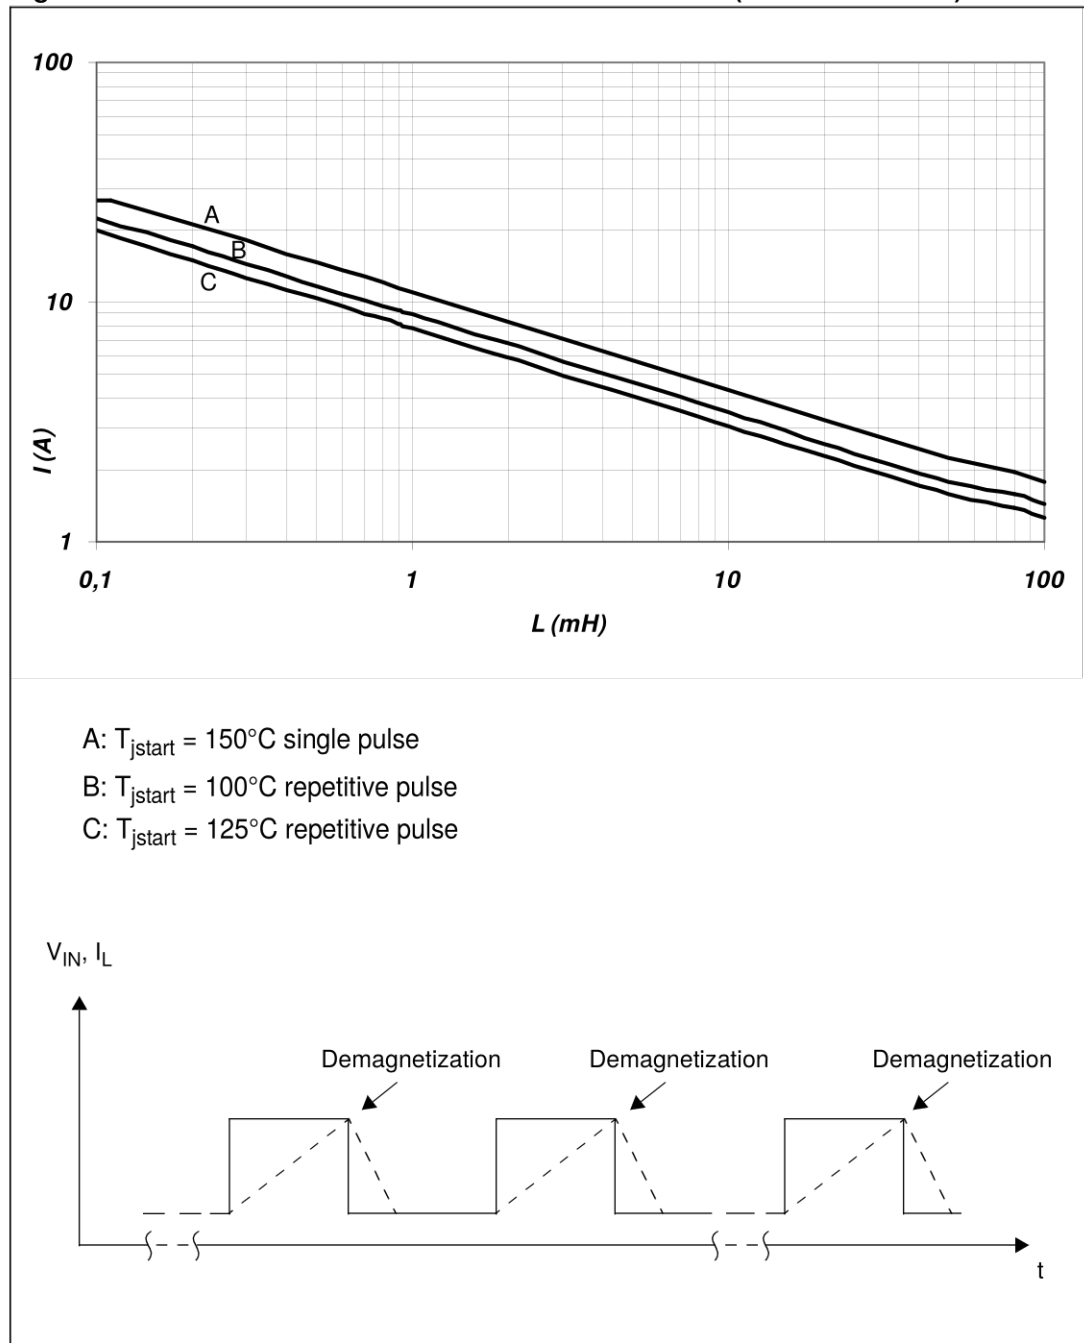 100
A
B
C
10
I (A)
1
0,1
1
10
100
L (mH)
A: Tjstart = 150°C single pulse
B: Tjstart = 100°C repetitive pulse
C: Tjstart = 125°C repetitive pulse
VIN, IL
Demagnetization
Demagnetization
Demagnetization
t